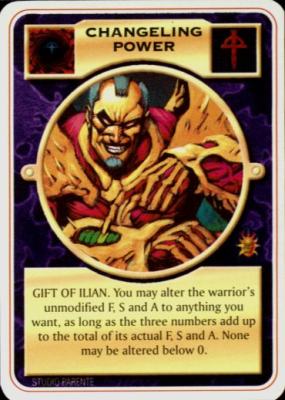 CHANGELING
POWER
GIFT OF ILIAN. You may alter the warrior's
unmodified F, S and A to anything you
want, as long as the three numbers add up
to the total of its actual F, S and A. None
may be altered below 0.
STUDIO PARENTE